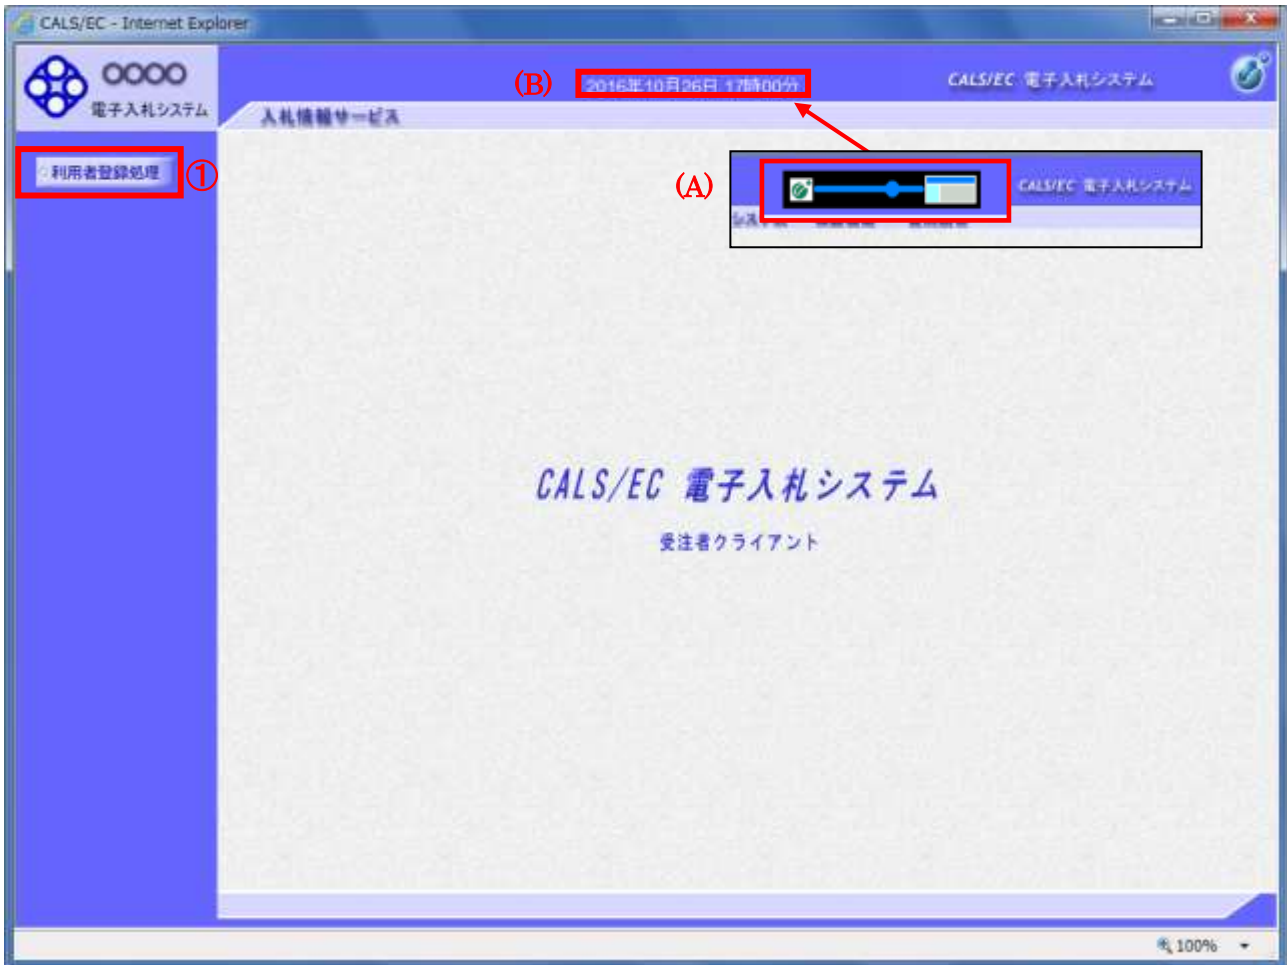 CALS/EC - Internet Explorer
○○○○
電子入札システム
(B)
2016年10月26日 17時00分
CALS/EC 電子入札システム
入札情報サービス
利用者登録処理
①
(A)
CALS/EC 電子入札システム
CALS/EC 電子入札システム
受注者クライアント
100%